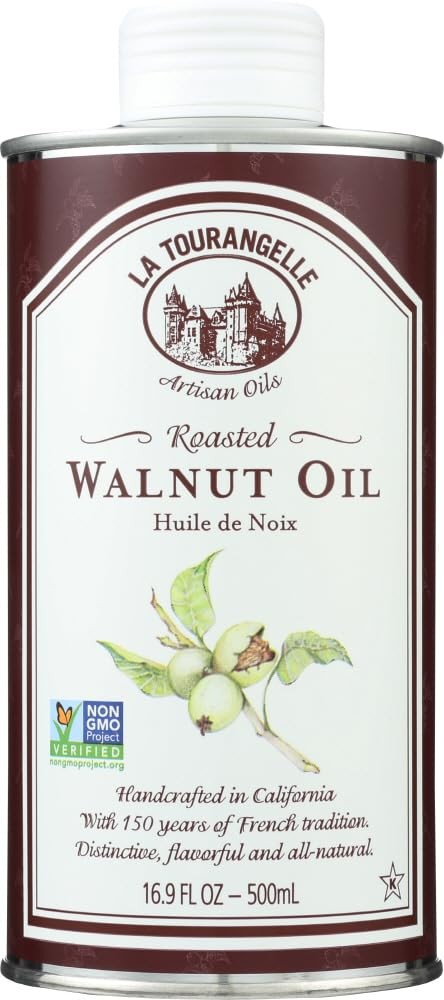 LA TOURANGELLE
Artisan Oils
Roasted
WALNUT OIL
Huile de Noix
NON
GMO
Project
VERIFIED
nongmoproject.org
Handcrafted in California
With 150 years of French tradition.
Distinctive, flavorful and all-natural.
K
16.9 FL OZ – 500mL